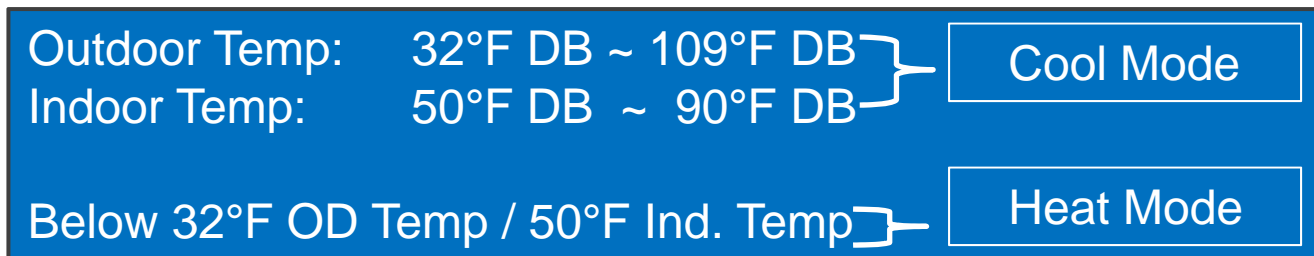 Outdoor Temp: 32°F DB ~ 109°F DB
Cool Mode
Indoor Temp: 50°F DB ~ 90°F DB
Below 32°F OD Temp / 50°F Ind. Temp
Heat Mode